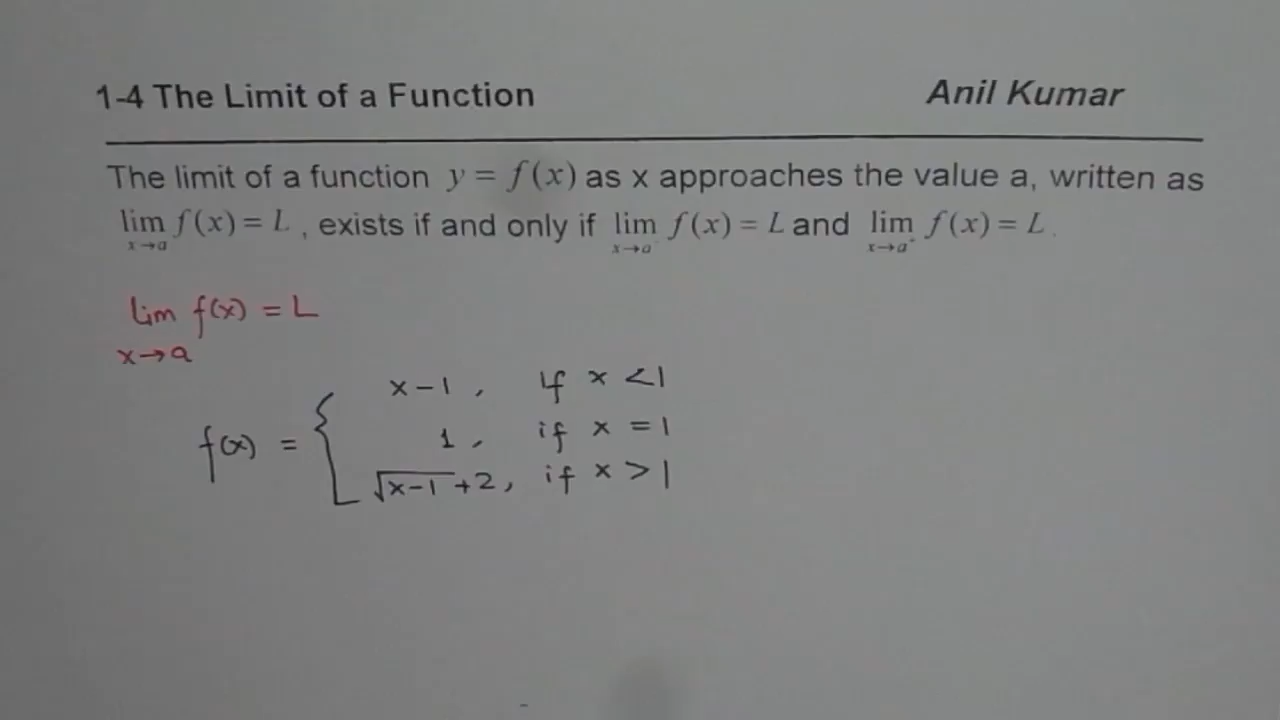 1-4 The Limit of a Function Anil Kumar
The limit of a function y = f(x) as x approaches the value a, written as
lim x→a f(x) = L , exists if and only if lim x→a⁻ f(x) = L and lim x→a⁺ f(x) = L .
lim f(x) = L
x→a
x-1 , if x < 1
f(x) = { 1 , if x = 1
√(x-1) +2 , if x > 1